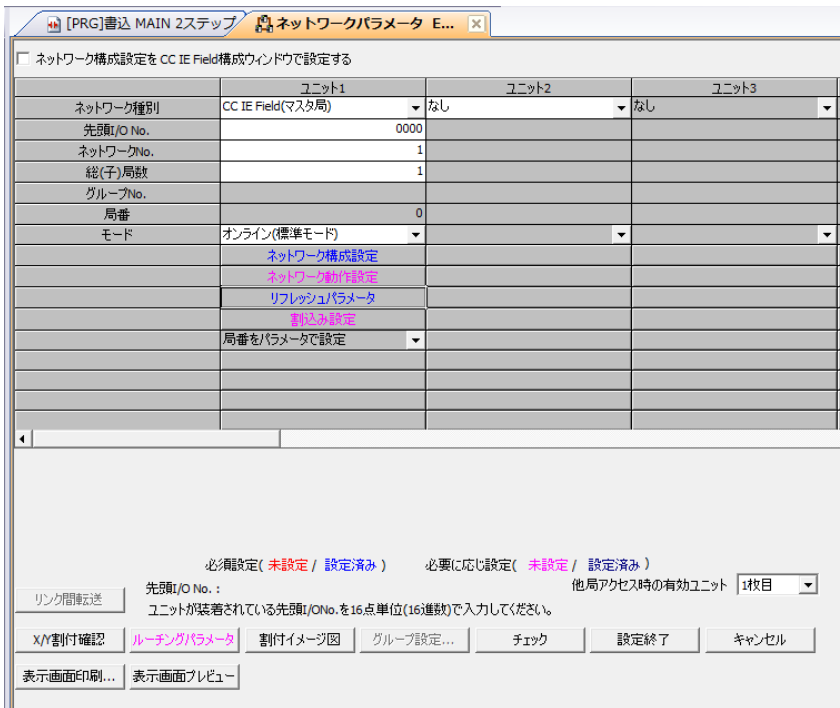 [PRG]書込 MAIN 2ステップ ネットワークパラメータ E...
ネットワーク構成設定をCC IE Field構成ウィンドウで設定する
ユニット1 ユニット2 ユニット3
ネットワーク種別 CC IE Field(マスタ局) なし なし
先頭I/O No. 0000
ネットワークNo. 1
総(子)局数 1
グループNo.
局番 0
モード オンライン(標準モード)
ネットワーク構成設定
ネットワーク動作設定
リフレッシュパラメータ
割込み設定
局番をパラメータで設定
必須設定( 未設定 / 設定済み ) 必要に応じ設定( 未設定 / 設定済み )
先頭I/O No. : 他局アクセス時の有効ユニット 1枚目
リンク間転送
ユニットが装着されている先頭I/ONo.を16点単位(16進数)で入力してください。
X/Y割付確認 ルーチングパラメータ 割付イメージ図 グループ設定... チェック 設定終了 キャンセル
表示画面印刷... 表示画面プレビュー